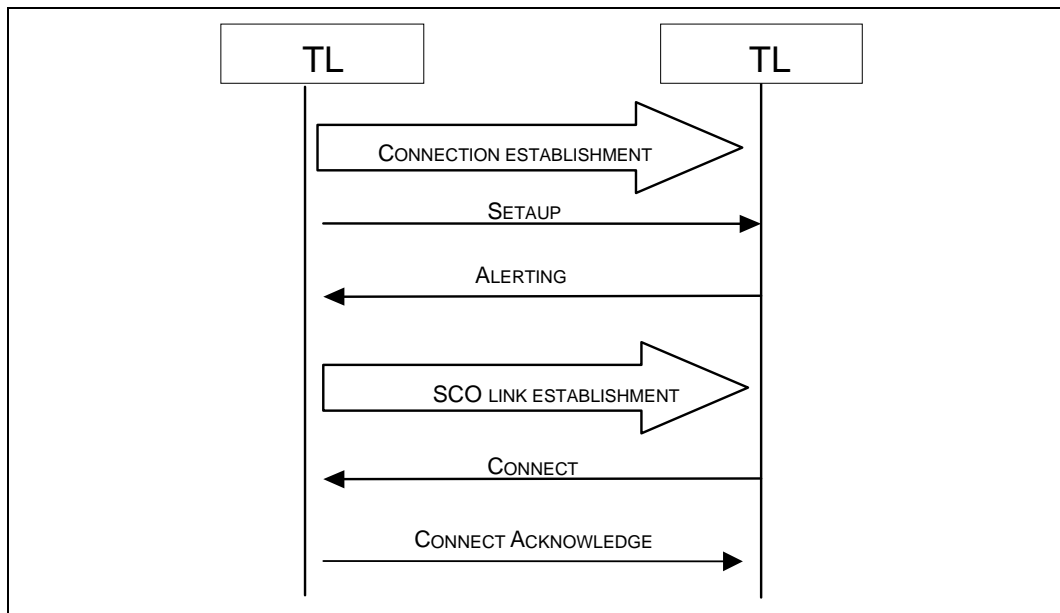 TL
TL
CONNECTION ESTABLISHMENT
SETAUP
ALERTING
SCO LINK ESTABLISHMENT
CONNECT
CONNECT ACKNOWLEDGE